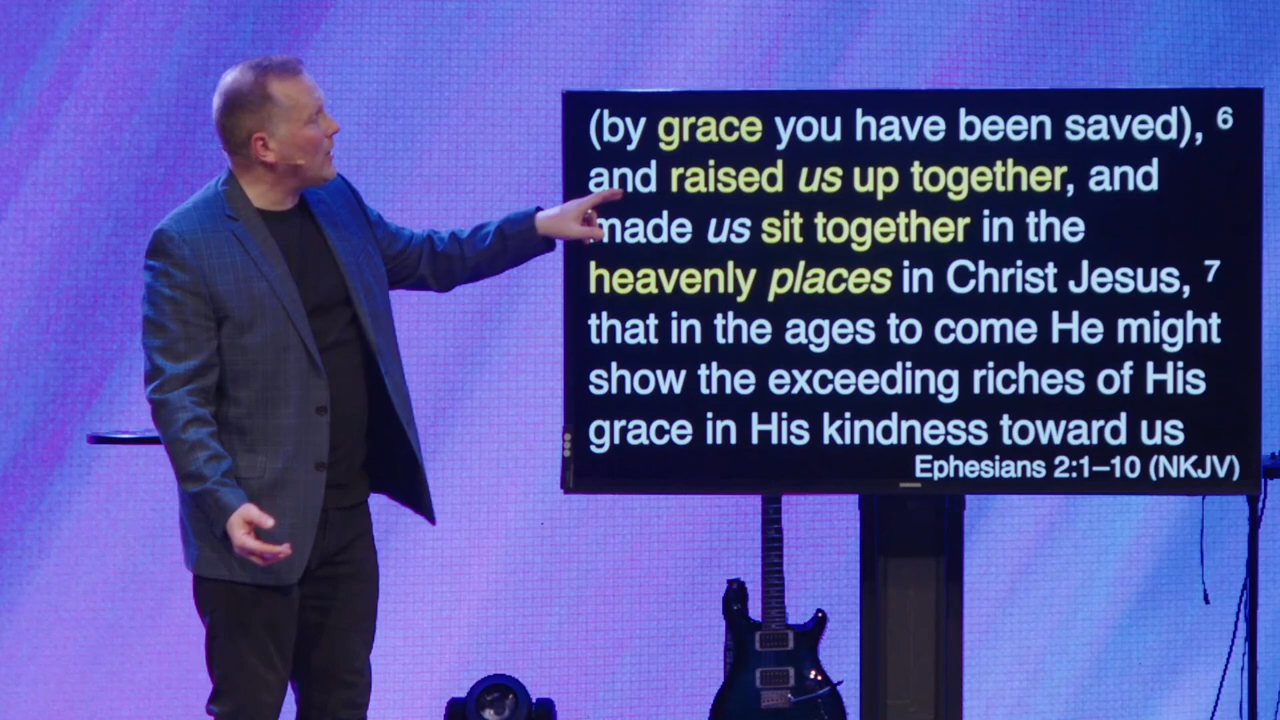 (by grace you have been saved), 6
and raised us up together, and
made us sit together in the
heavenly places in Christ Jesus, 7
that in the ages to come He might
show the exceeding riches of His
grace in His kindness toward us
Ephesians 2:1–10 (NKJV)